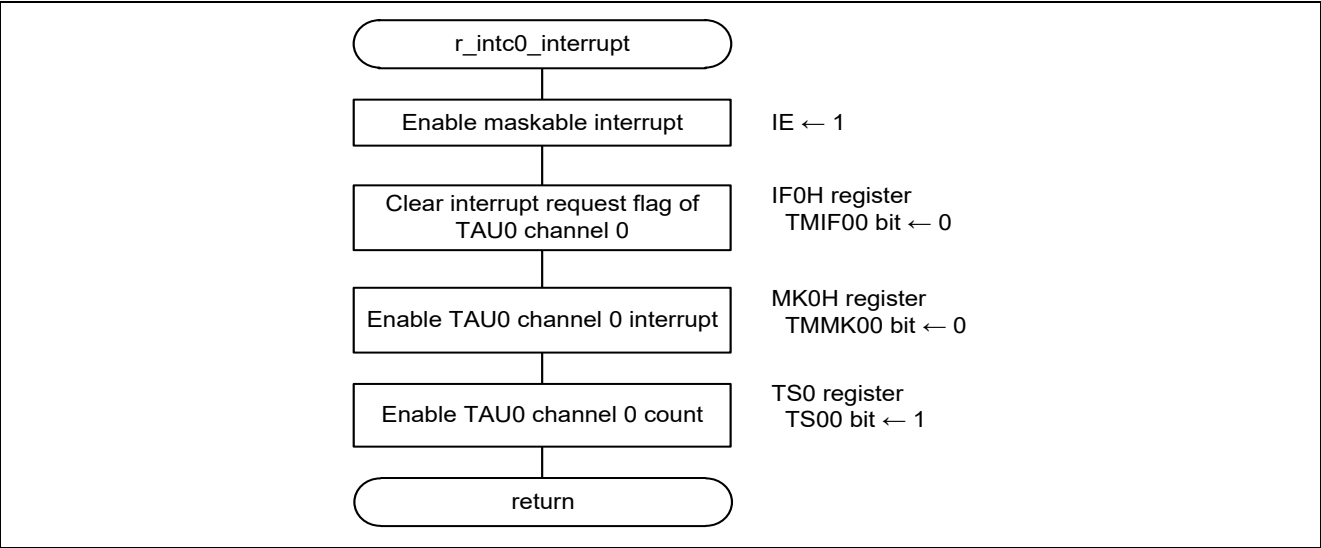 r_intc0_interrupt
Enable maskable interrupt
IE ← 1
Clear interrupt request flag of
TAU0 channel 0
IF0H register
TMIF00 bit ← 0
Enable TAU0 channel 0 interrupt
MK0H register
TMMK00 bit ← 0
Enable TAU0 channel 0 count
TS0 register
TS00 bit ← 1
return